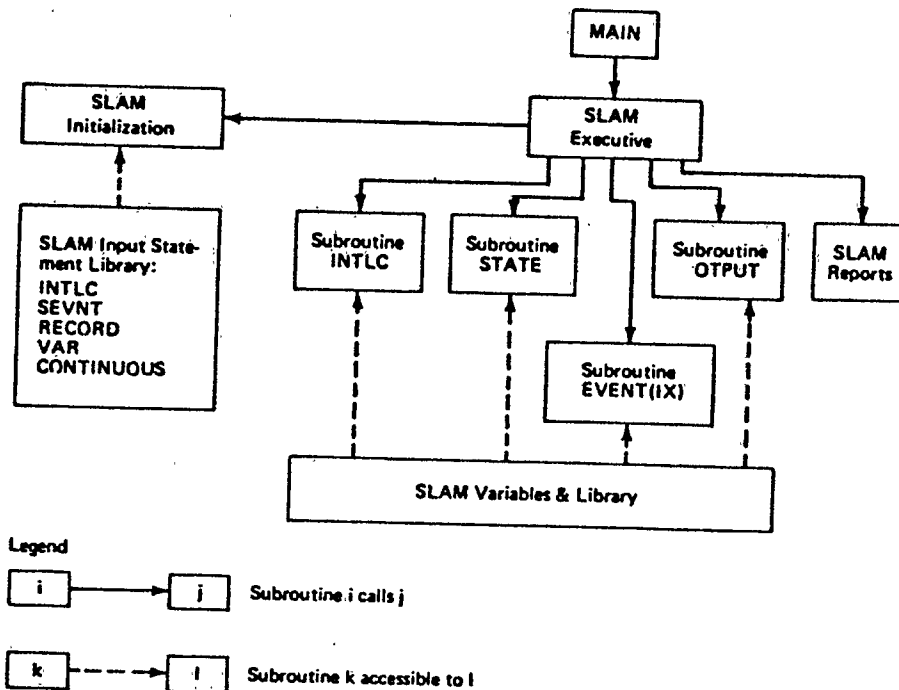 MAIN
SLAM
Initialization
SLAM
Executive
SLAM Input State-
ment Library:
INTLC
SEVNT
RECORD
VAR
CONTINUOUS
Subroutine
INTLC
Subroutine
STATE
Subroutine
OTPUT
SLAM
Reports
Subroutine
EVENT(IX)
SLAM Variables & Library
Legend
i
j
Subroutine i calls j
k
l
Subroutine k accessible to l